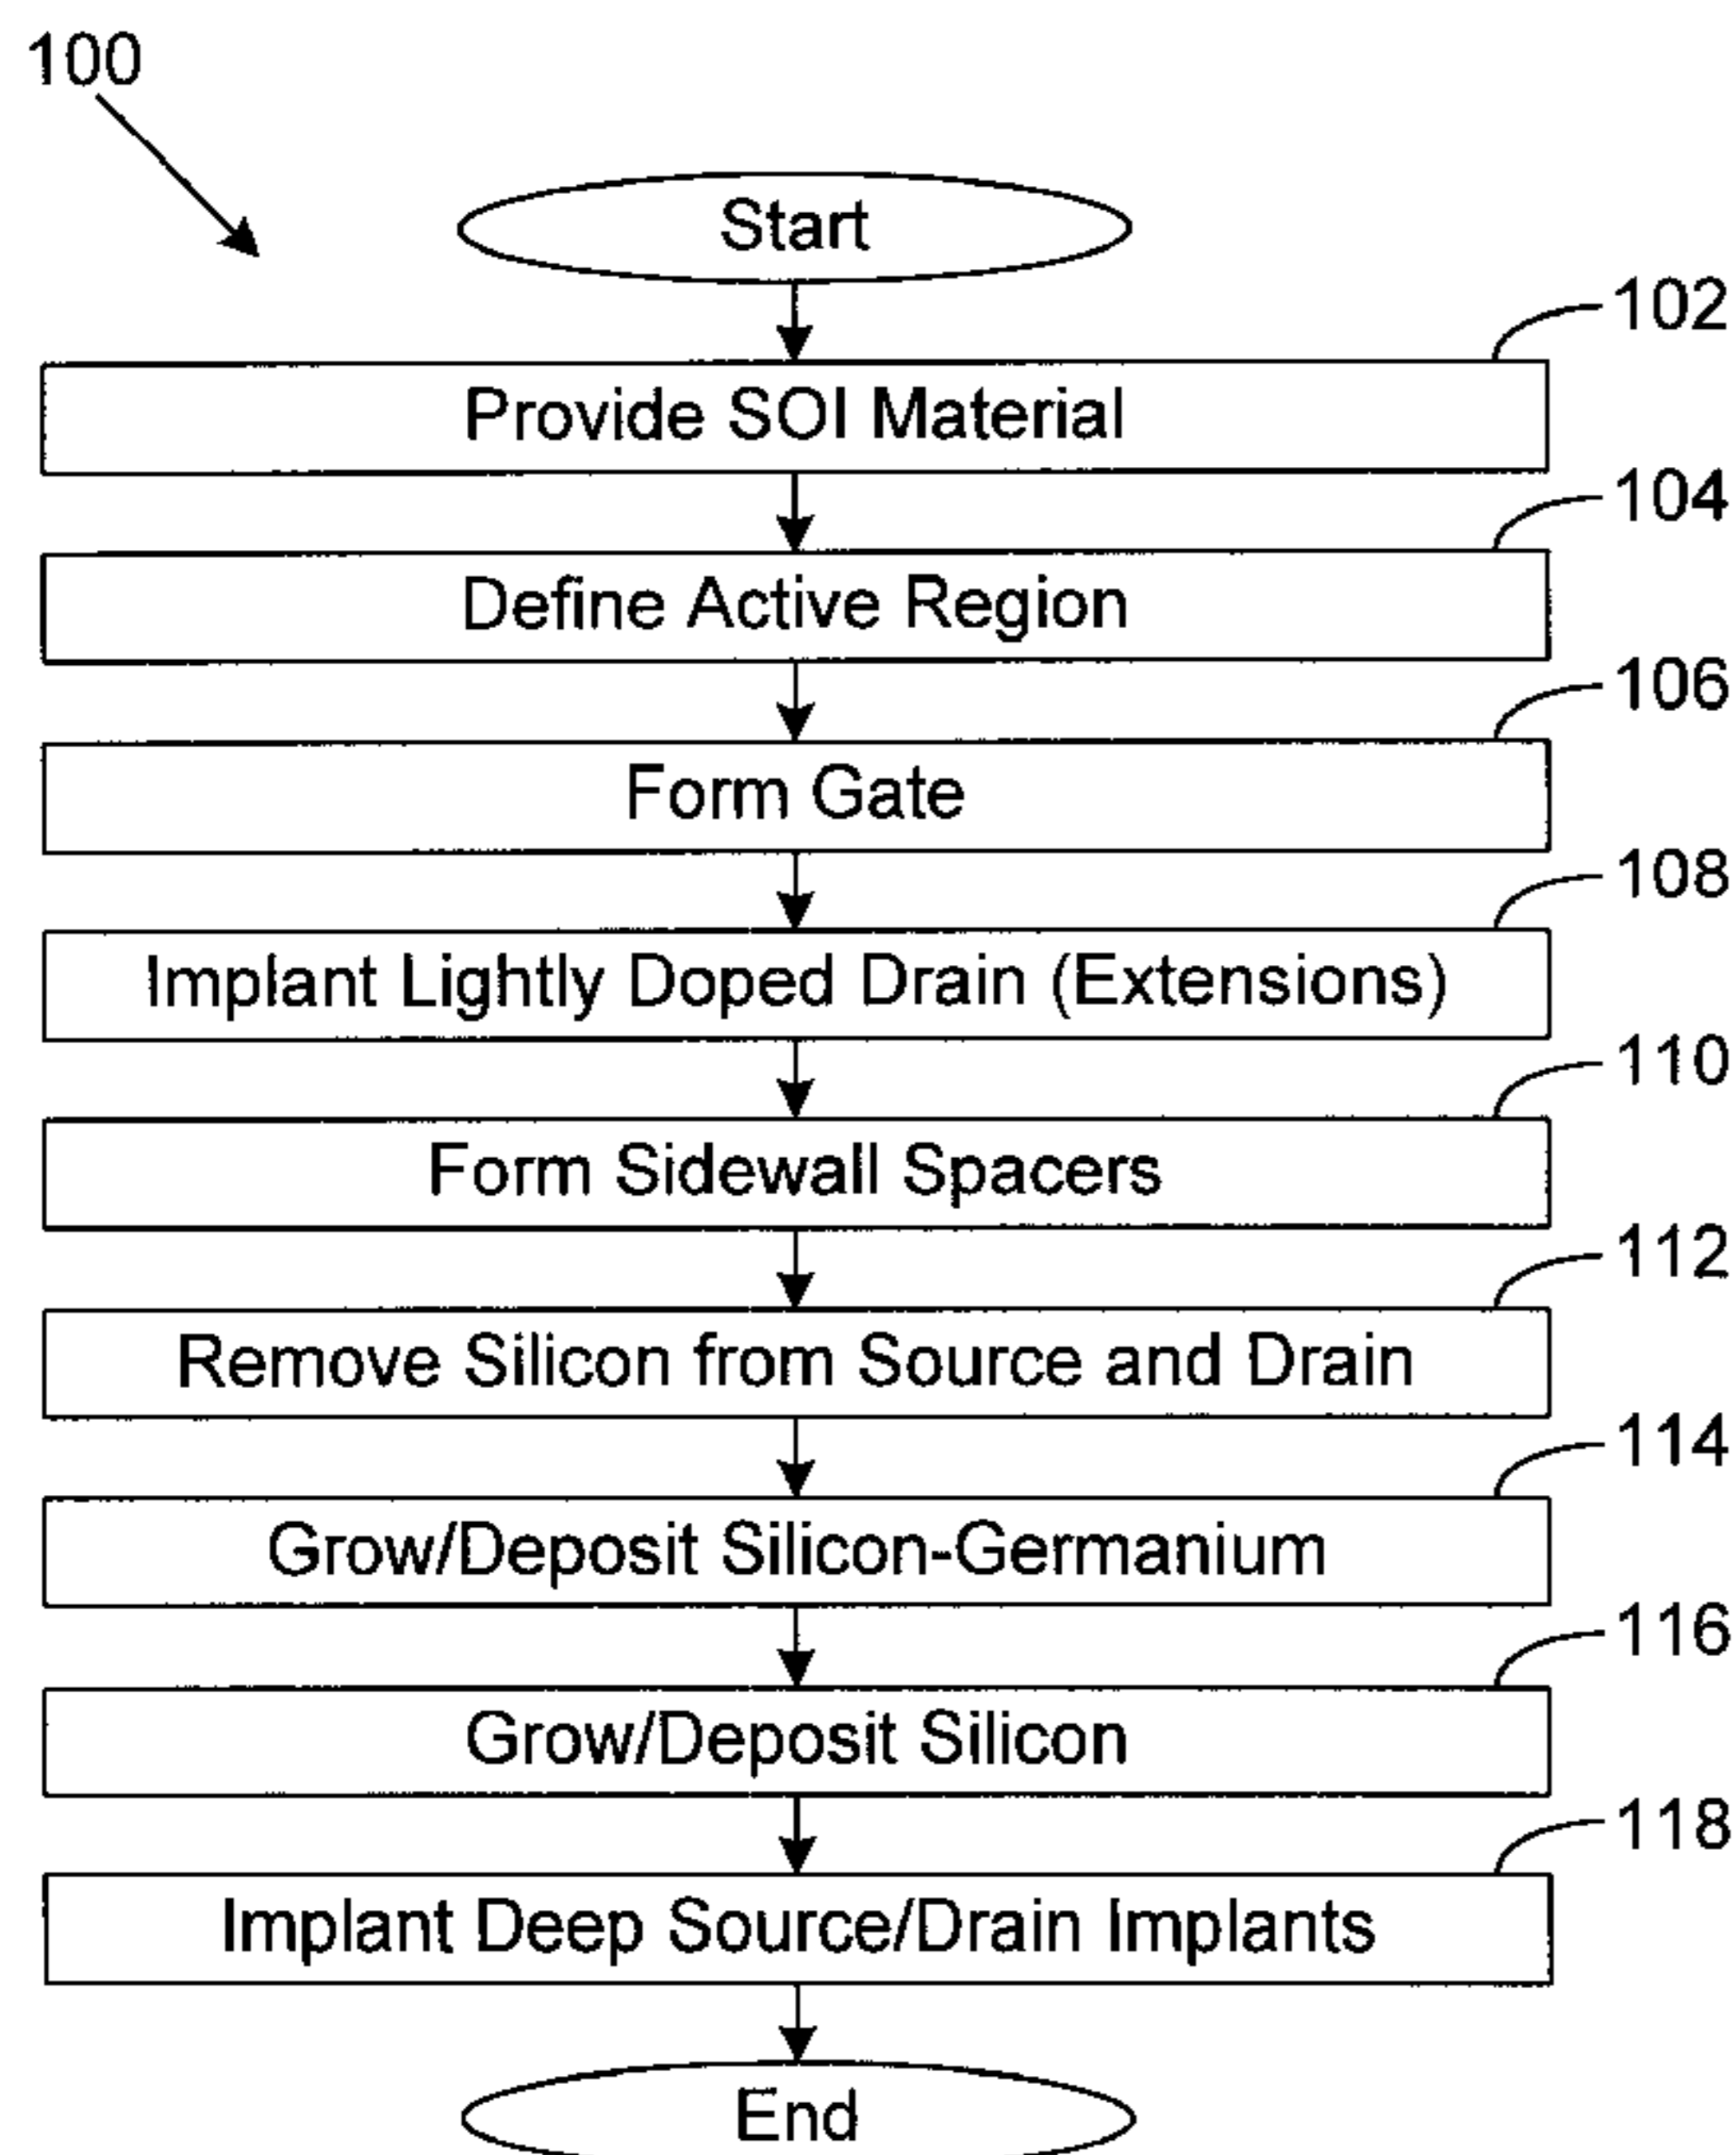 100
Start
102
Provide SOI Material
104
Define Active Region
106
Form Gate
108
Implant Lightly Doped Drain (Extensions)
110
Form Sidewall Spacers
112
Remove Silicon from Source and Drain
114
Grow/Deposit Silicon-Germanium
116
Grow/Deposit Silicon
118
Implant Deep Source/Drain Implants
End